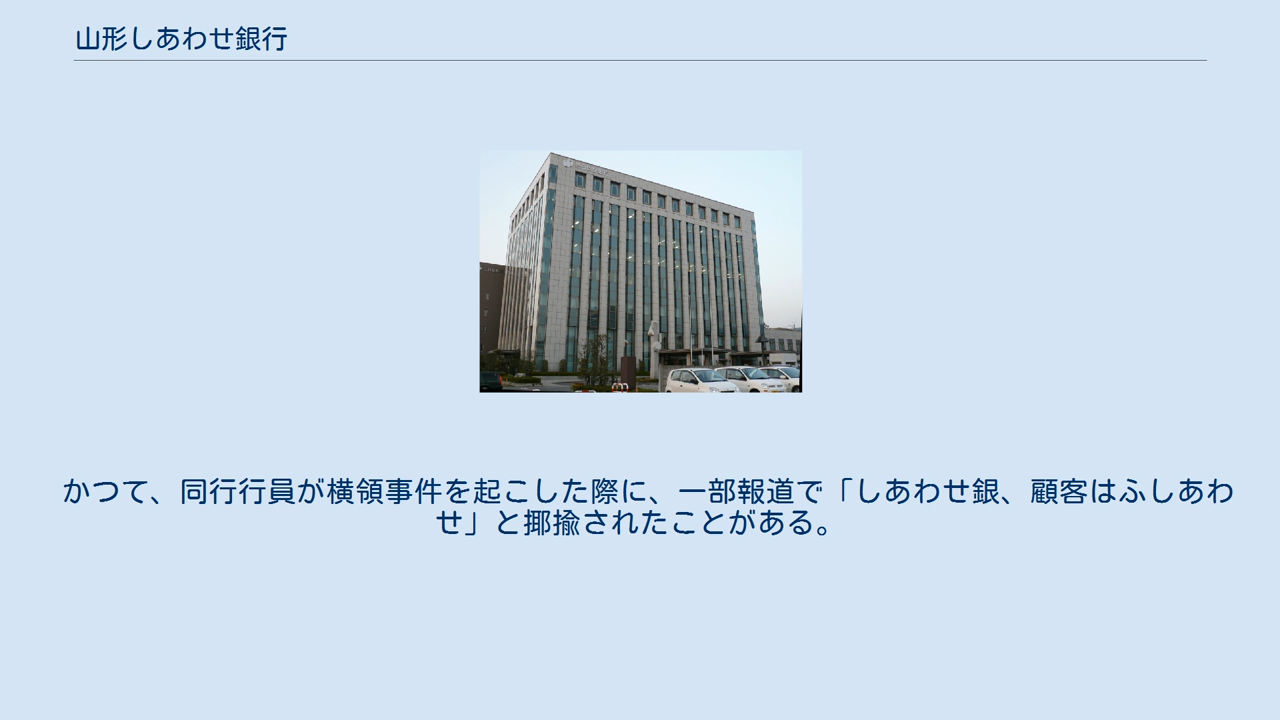 山形しあわせ銀行
かつて、同行行員が横領事件を起こした際に、一部報道で「しあわせ銀、顧客はふしあわ
せ」と揶揄されたことがある。